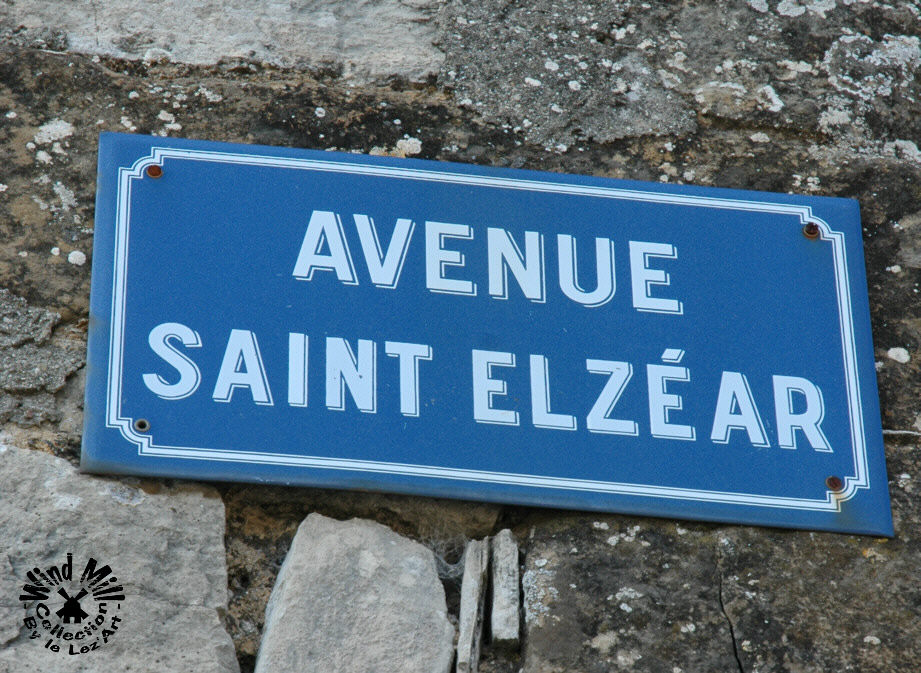 AVENUE
SAINT ELZÉAR
Wind Mill
Collection
By le Lez'Art